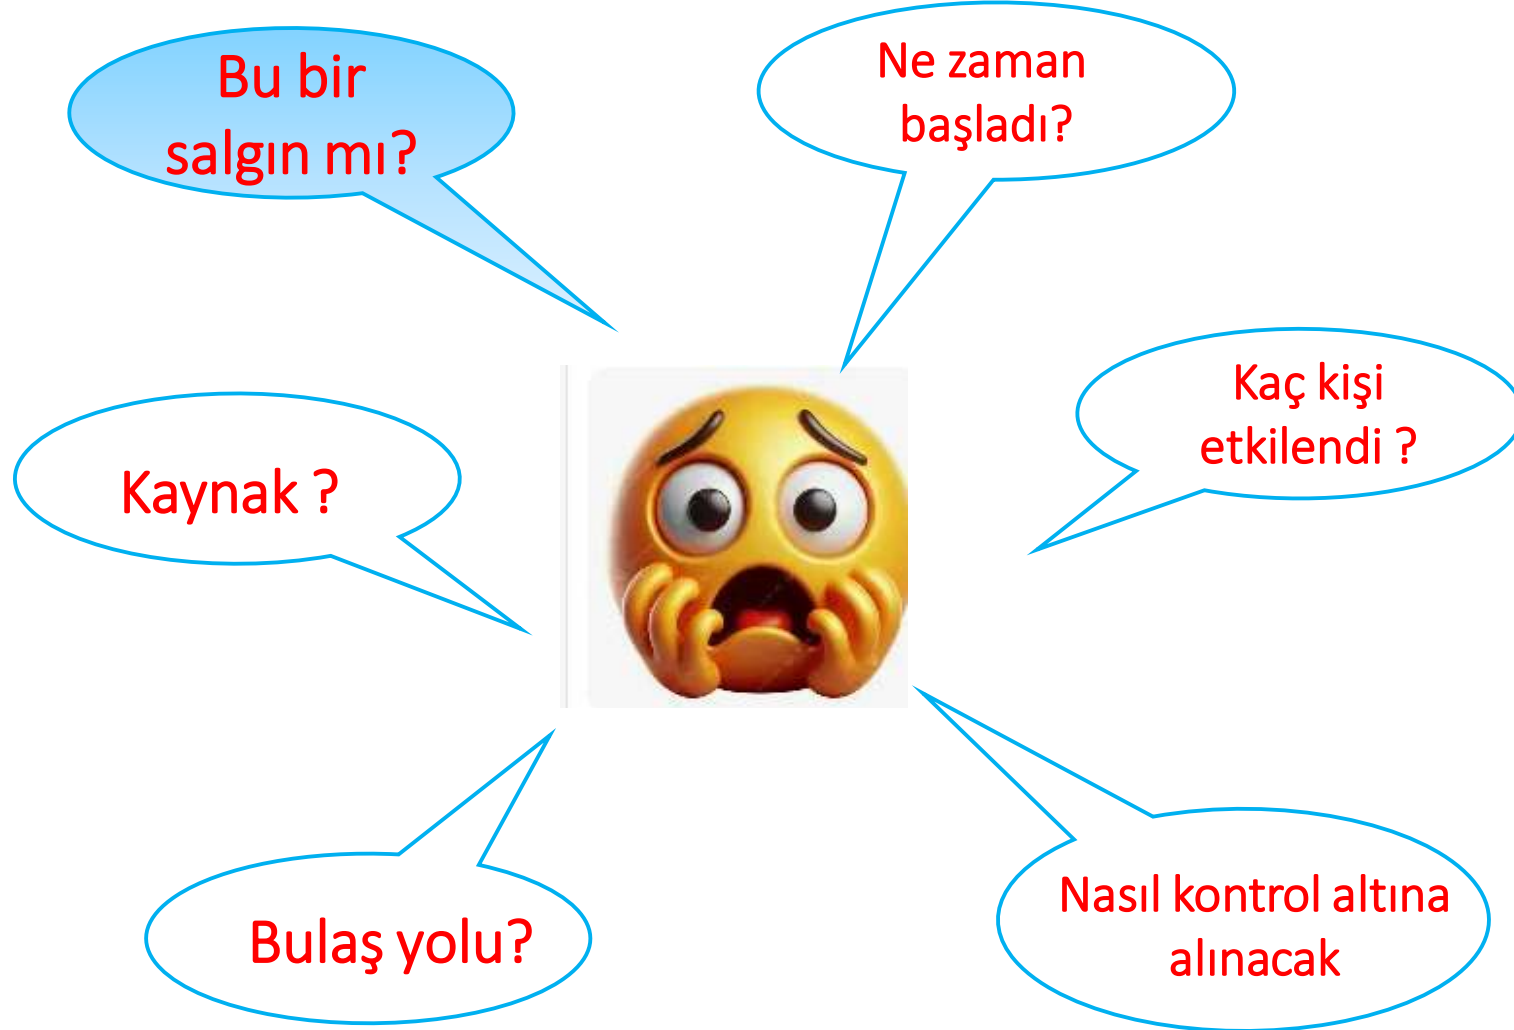 Bu bir
salgın mı?
Ne zaman
başladı?
Kaç kişi
etkilendi ?
Kaynak ?
Bulaş yolu?
Nasıl kontrol altına
alınacak